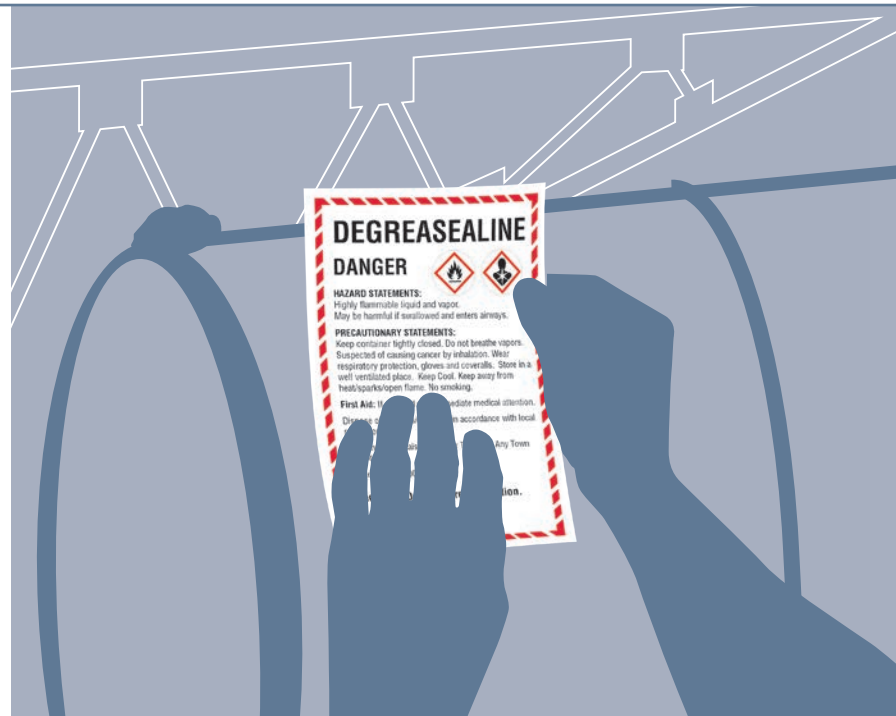 DEGREASEALINE
DANGER
HAZARD STATEMENTS:
Highly flammable liquid and vapor.
May be harmful if swallowed and enters airways.
PRECAUTIONARY STATEMENTS:
Keep container tightly closed. Do not breathe vapors.
Suspected of causing cancer by inhalation. Wear
respiratory protection, gloves and coveralls. Store in a
well ventilated place. Keep Cool. Keep away from
heat/sparks/open flame. No smoking.
First Aid: mediate medical attention.
in accordance with local
Any Town